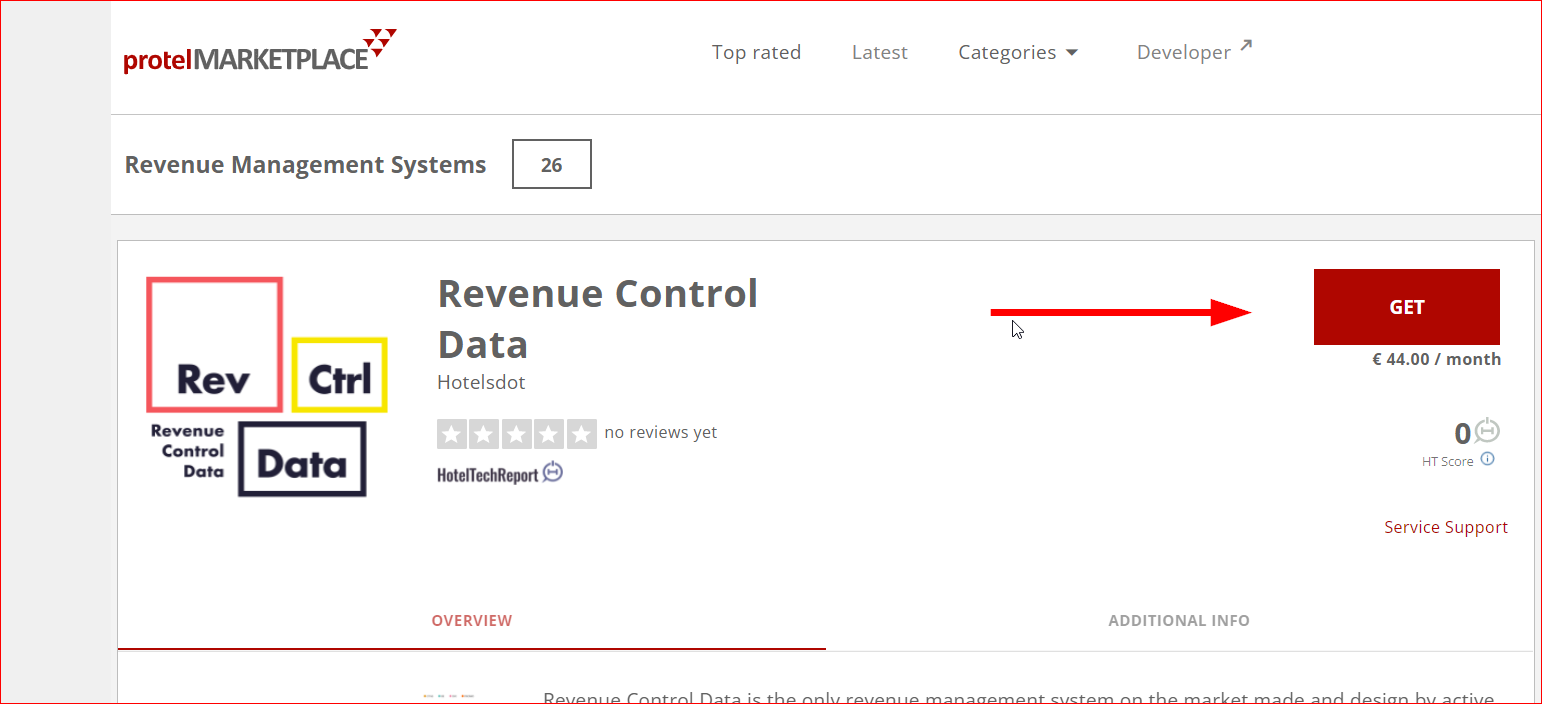 protelMARKETPLACE
Top rated
Latest
Categories
Developer
Revenue Management Systems
26
Rev
Ctrl
Revenue
Control
Data
Data
Revenue Control
Data
Hotelsdot
no reviews yet
HotelTechReport
GET
€ 44.00 / month
0
HT Score
Service Support
OVERVIEW
ADDITIONAL INFO
Revenue Control Data is the only revenue management system on the market made and design by active